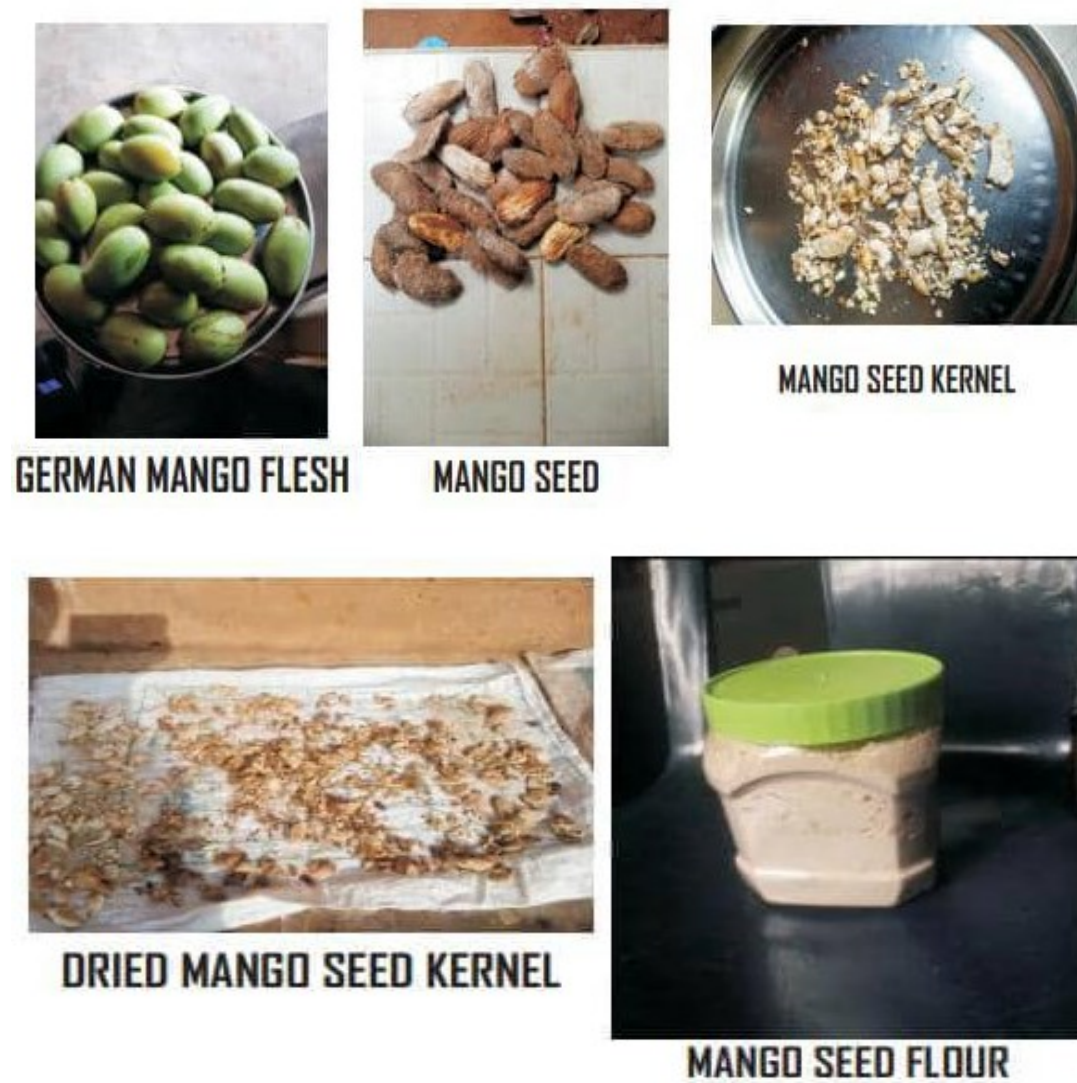 GERMAN MANGO FLESH
MANGO SEED
MANGO SEED KERNEL
DRIED MANGO SEED KERNEL
MANGO SEED FLOUR